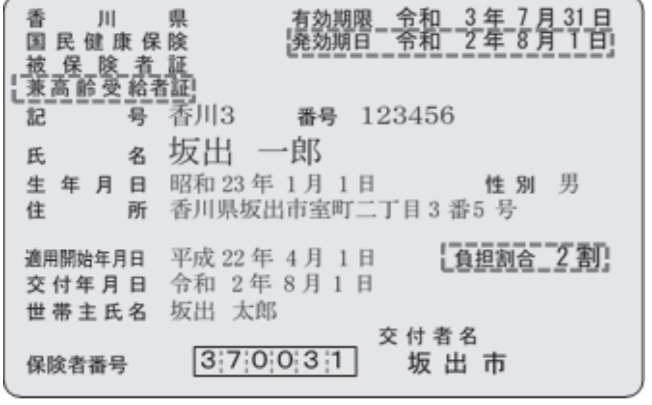 香川県 有効期限 令和 3年 7月31日
国民健康保険 発効期日 令和 2年 8月 1日
被保険者証
兼高齢受給者証
記号 香川3 番号 123456
氏名 坂出 一郎
生年月日 昭和23年 1月 1日 性別 男
住所 香川県坂出市室町二丁目3番5号
適用開始年月日 平成22年 4月 1日 負担割合 2割
交付年月日 令和 2年 8月 1日
世帯主氏名 坂出 太郎
交付者名
保険者番号 370031 坂出市